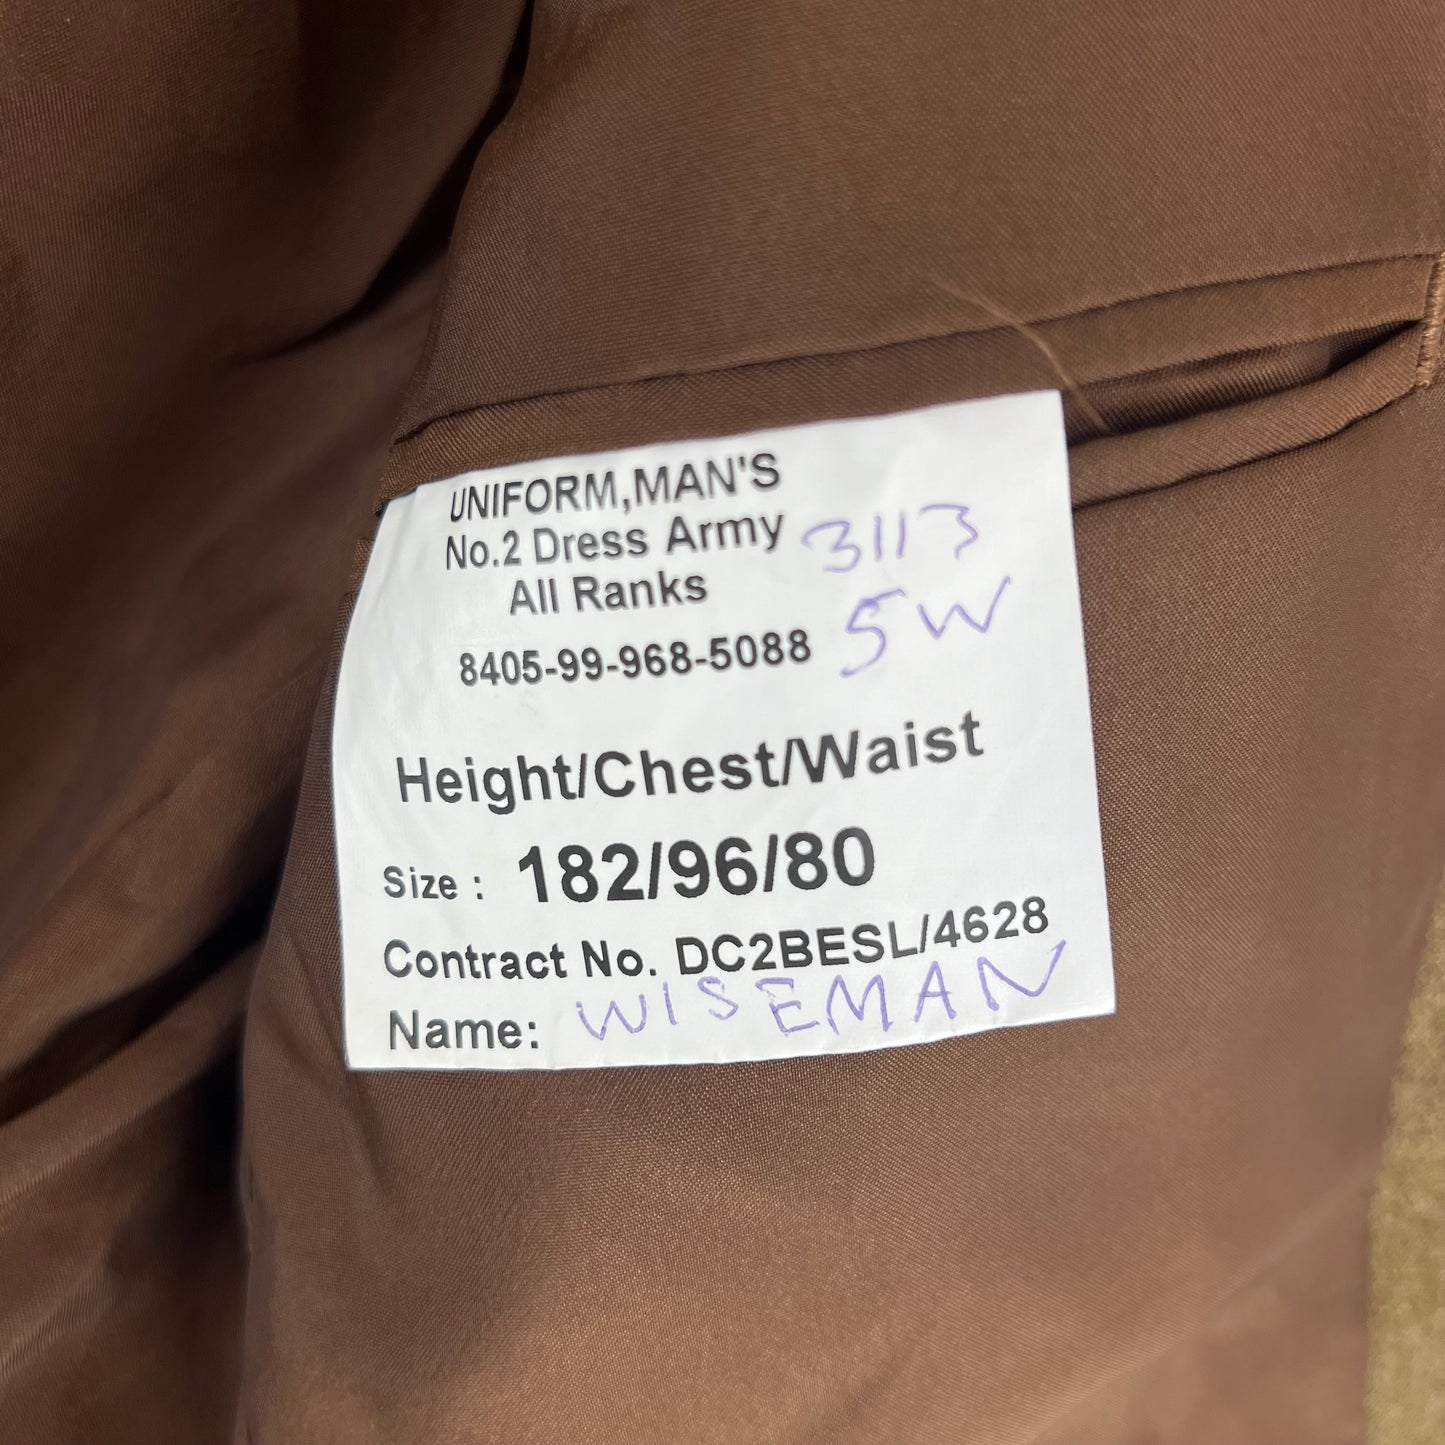 UNIFORM,MAN'S
No.2 Dress Army 3113
All Ranks
5W
8405-99-968-5088
Height/Chest/Waist
Size : 182/96/80
Contract No. DC2BESL/4628
Name: WISEMAN